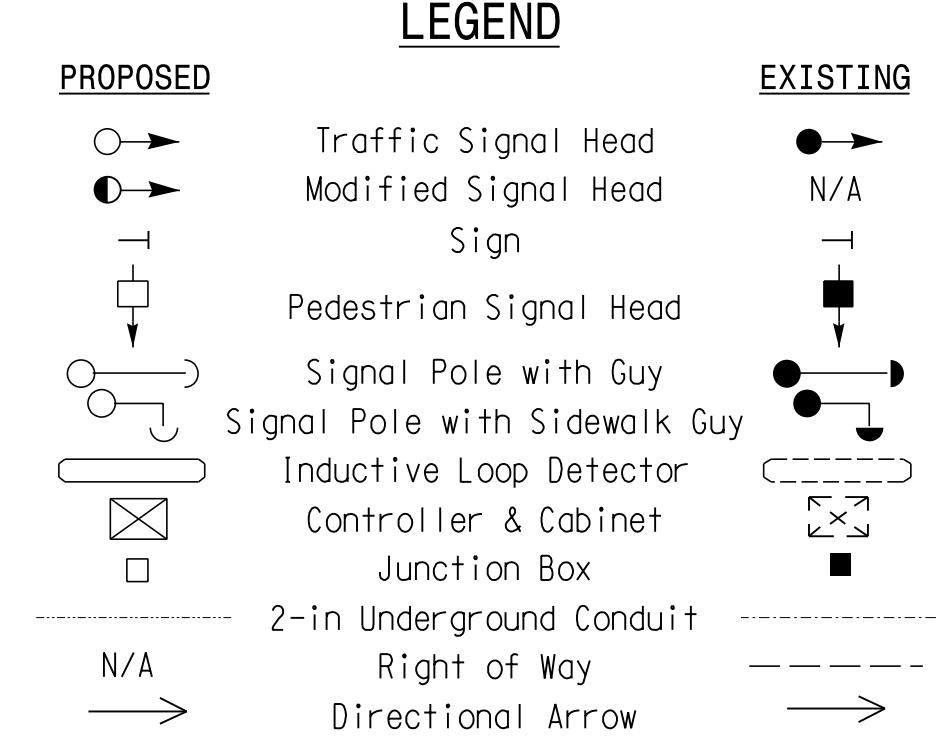 LEGEND
PROPOSED EXISTING
Traffic Signal Head
Modified Signal Head N/A
Sign
Pedestrian Signal Head
Signal Pole with Guy
Signal Pole with Sidewalk Guy
Inductive Loop Detector
Controller & Cabinet
Junction Box
2-in Underground Conduit
N/A Right of Way
Directional Arrow